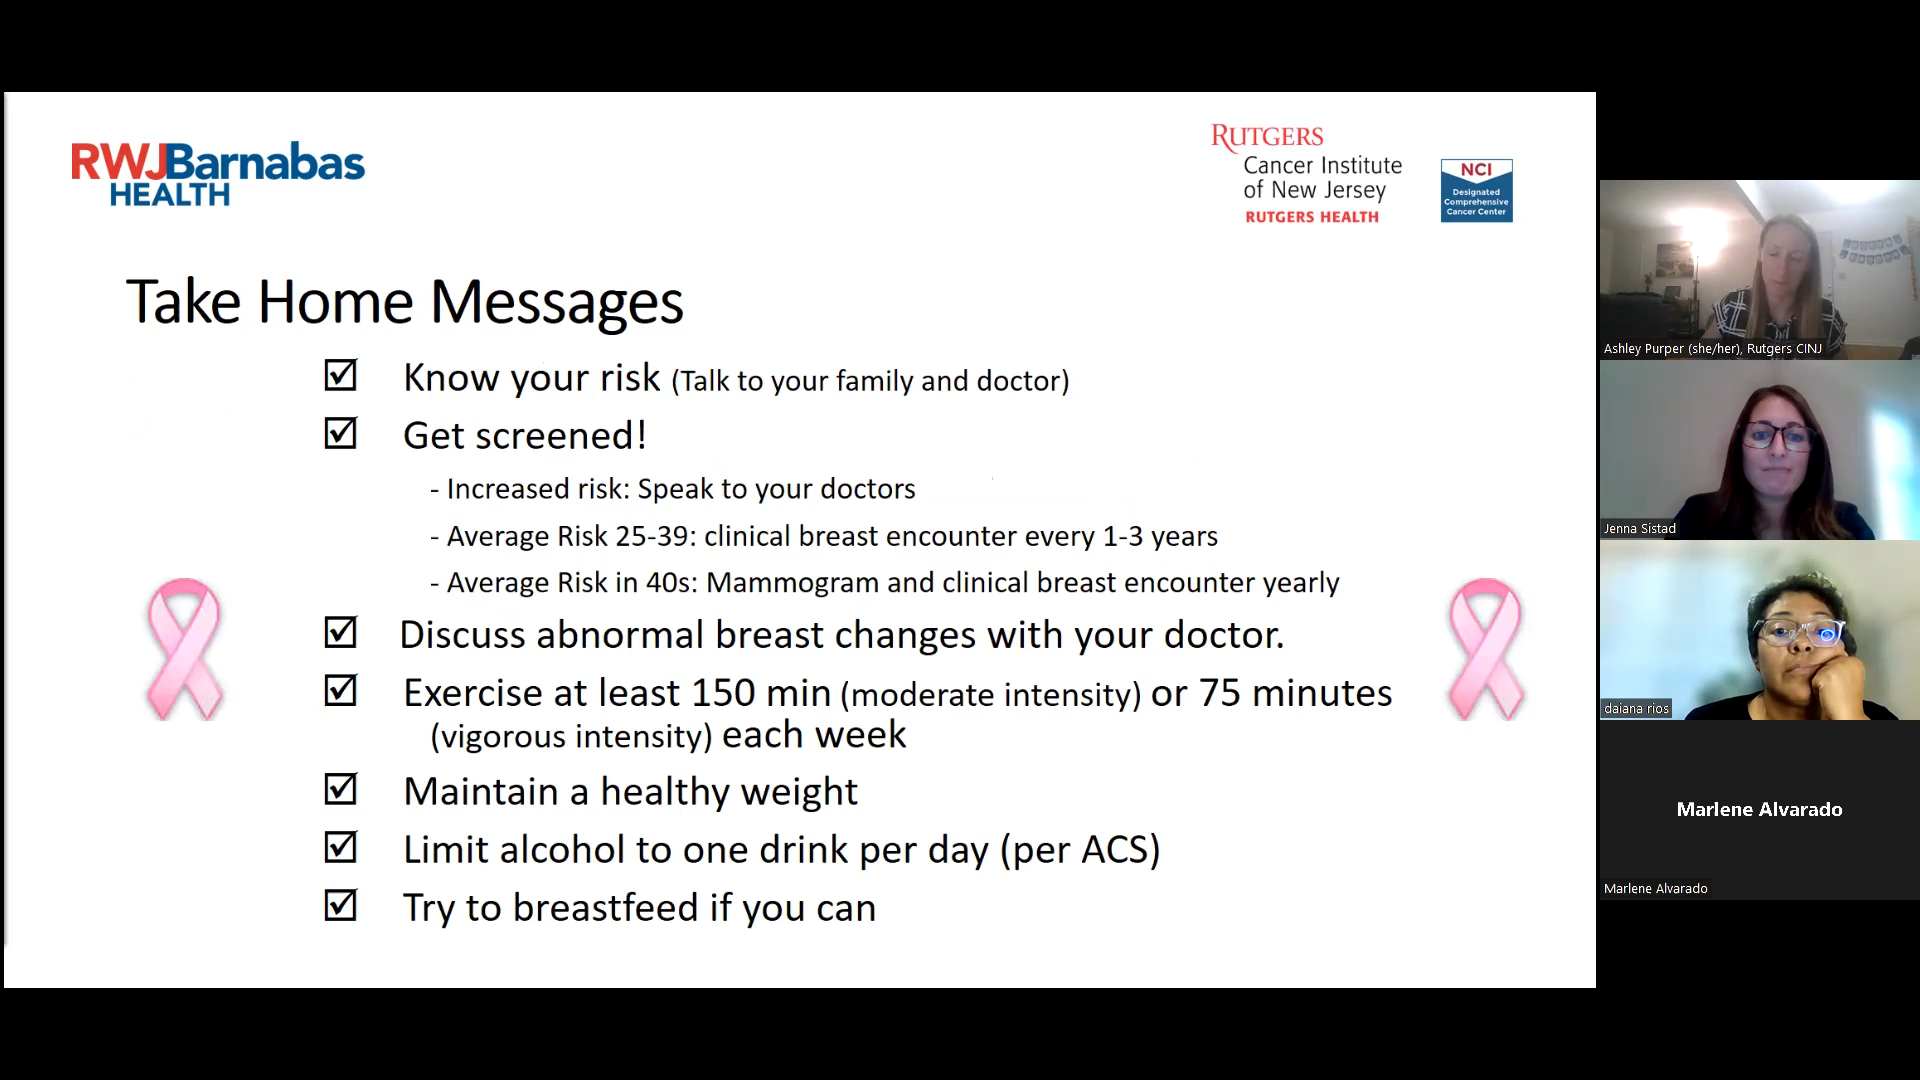 RWJBarnabas
HEALTH
RUTGERS
Cancer Institute
of New Jersey
RUTGERS HEALTH
NCI
Designated
Comprehensive
Cancer Center
Take Home Messages
Know your risk (Talk to your family and doctor)
Get screened!
- Increased risk: Speak to your doctors
- Average Risk 25-39: clinical breast encounter every 1-3 years
- Average Risk in 40s: Mammogram and clinical breast encounter yearly
Discuss abnormal breast changes with your doctor.
Exercise at least 150 min (moderate intensity) or 75 minutes
(vigorous intensity) each week
Maintain a healthy weight
Limit alcohol to one drink per day (per ACS)
Try to breastfeed if you can
Ashley Purper (she/her), Rutgers CINJ
Jenna Sistad
daiana rios
Marlene Alvarado
Marlene Alvarado